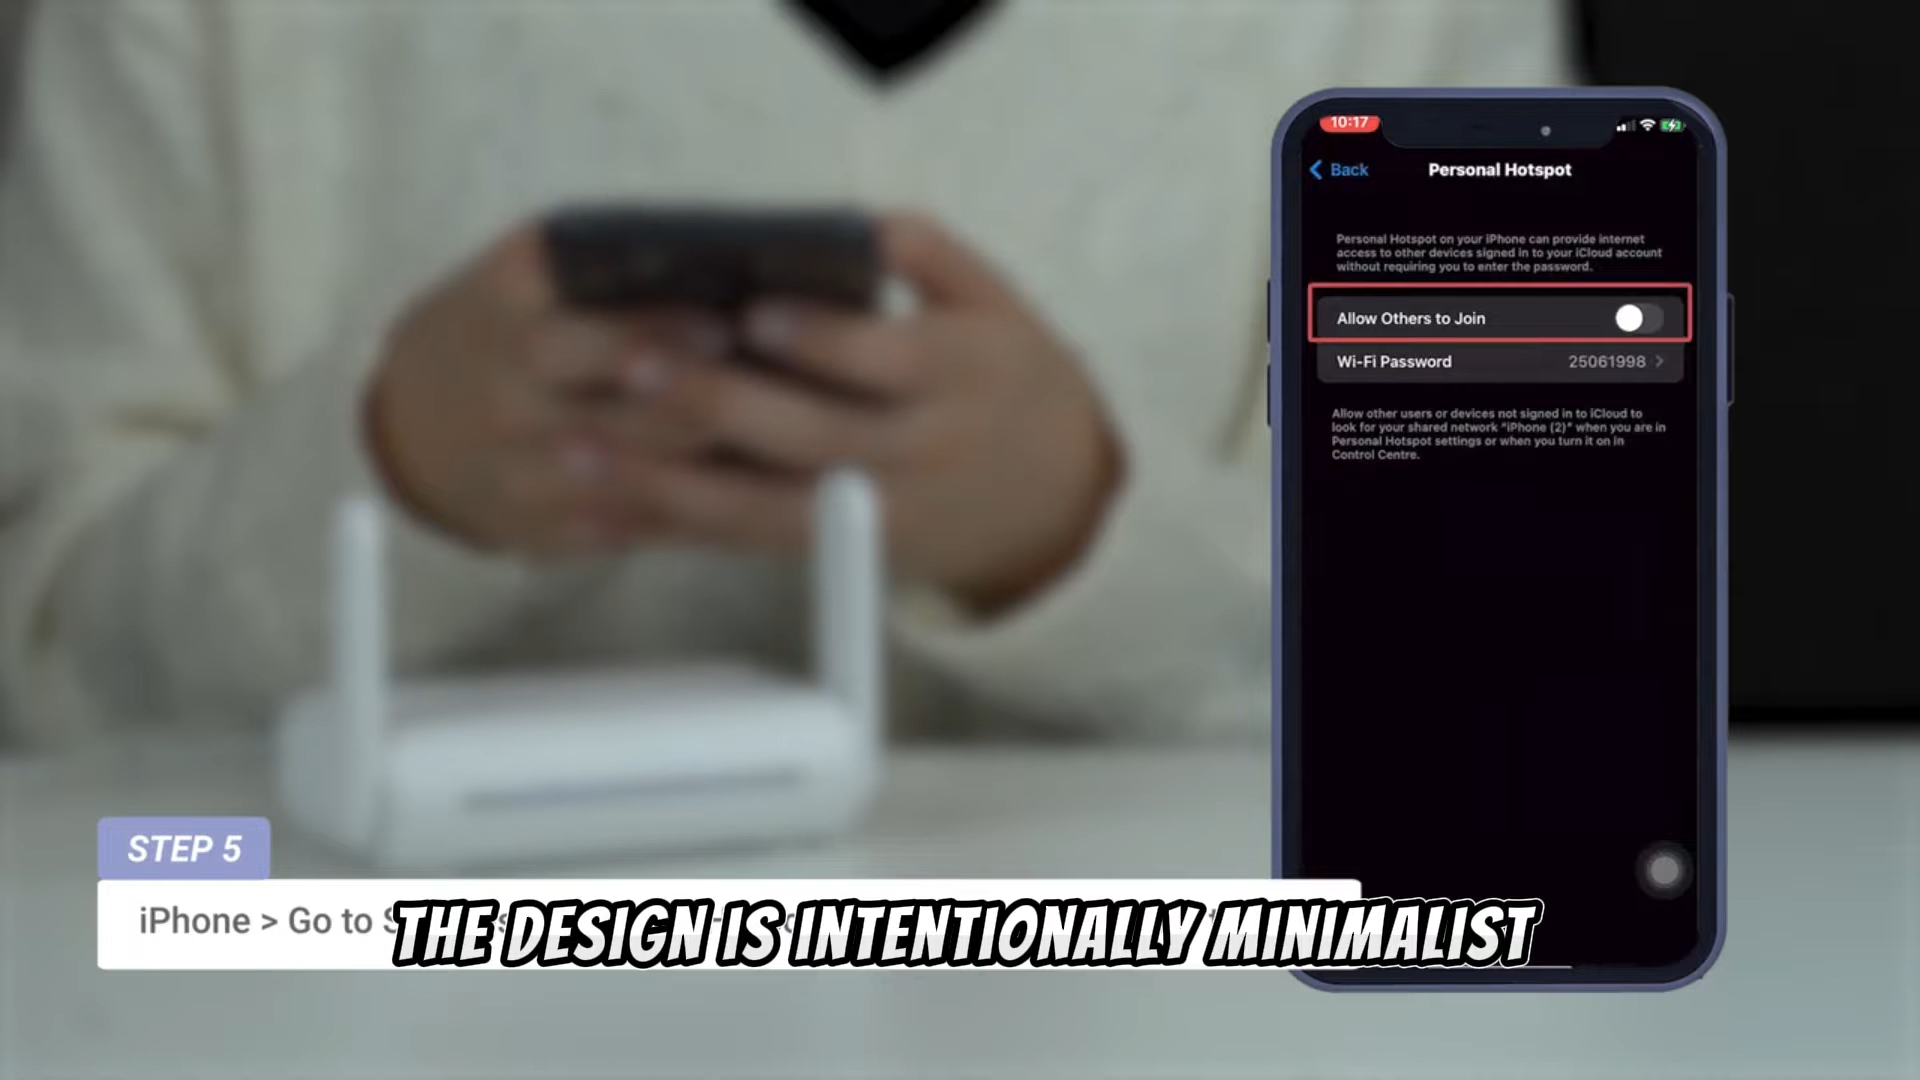 10:17
Back
Personal Hotspot
Personal Hotspot on your iPhone can provide internet
access to other devices signed in to your iCloud account
without requiring you to enter the password.
Allow Others to Join
Wi-Fi Password 25061998
Allow other users or devices not signed in to iCloud to
look for your shared network "iPhone (2)" when you are in
Personal Hotspot settings or when you turn it on in
Control Centre.
STEP 5
iPhone > Go to
THE DESIGN IS INTENTIONALLY MINIMALIST